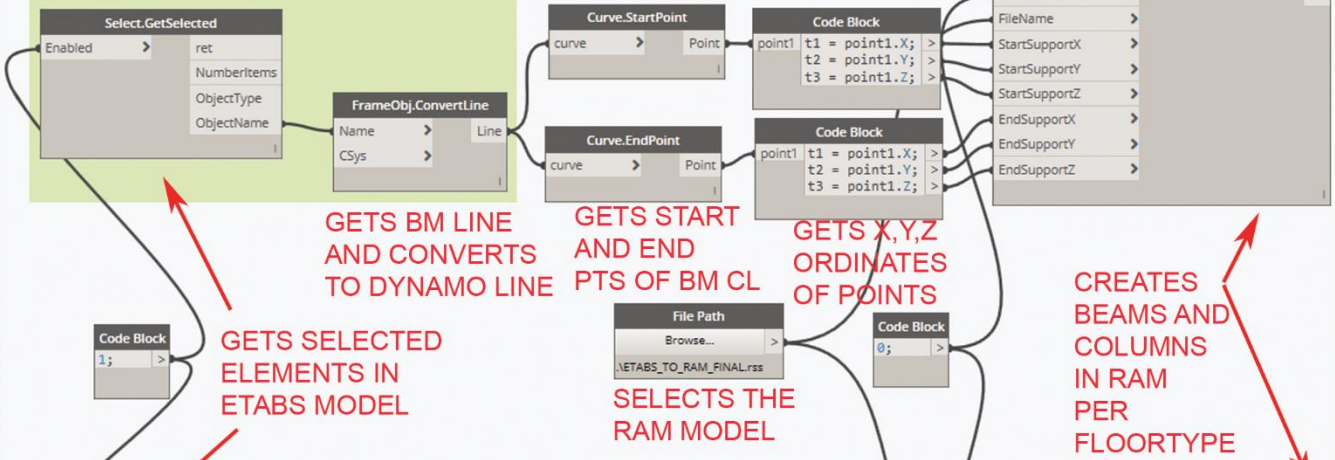 Select.GetSelected
Enabled >
ret
NumberItems
ObjectType
ObjectName
FrameObj.ConvertLine
Name > Line
CSys >
Curve.StartPoint
curve > Point
Curve.EndPoint
curve > Point
Code Block
point1 t1 = point1.X; >
t2 = point1.Y; >
t3 = point1.Z; >
Code Block
point1 t1 = point1.X; >
t2 = point1.Y; >
t3 = point1.Z; >
FileName >
StartSupportX >
StartSupportY >
StartSupportZ >
EndSupportX >
EndSupportY >
EndSupportZ >
GETS BM LINE
AND CONVERTS
TO DYNAMO LINE
GETS START
AND END
PTS OF BM CL
GETS X,Y,Z
ORDINATES
OF POINTS
CREATES
BEAMS AND
COLUMNS
IN RAM
PER
FLOORTYPE
Code Block
1; >
GETS SELECTED
ELEMENTS IN
ETABS MODEL
File Path
Browse... >
.\ETABS_TO_RAM_FINAL.rss
SELECTS THE
RAM MODEL
Code Block
0; >